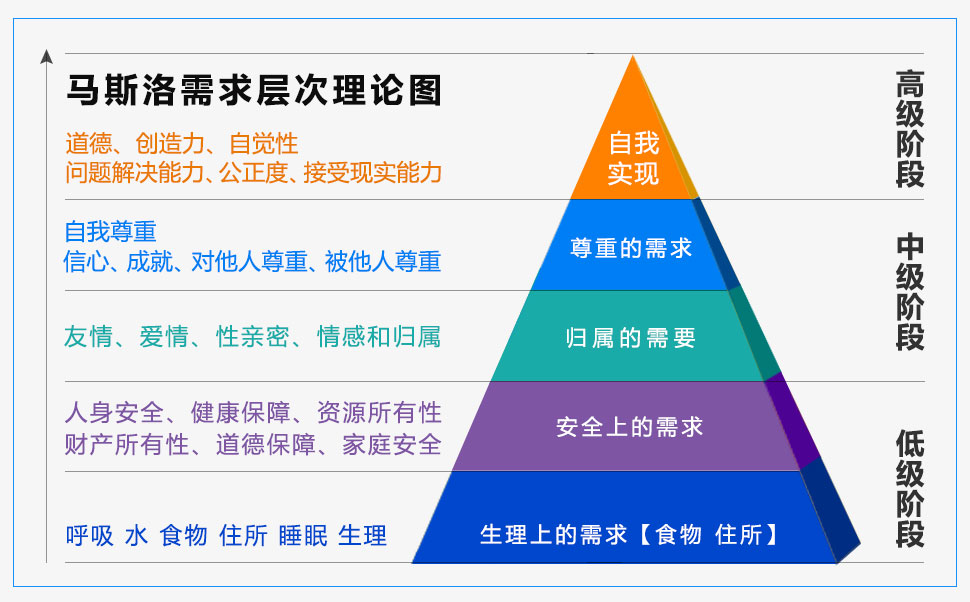 马斯洛需求层次理论图
道德、创造力、自觉性
问题解决能力、公正度、接受现实能力
自我
实现
高级阶段
自我尊重
信心、成就、对他人尊重、被他人尊重
尊重的需求
中级阶段
友情、爱情、性亲密、情感和归属
归属的需要
人身安全、健康保障、资源所有性
财产所有性、道德保障、家庭安全
安全上的需求
低级阶段
呼吸 水 食物 住所 睡眠 生理
生理上的需求【食物 住所】